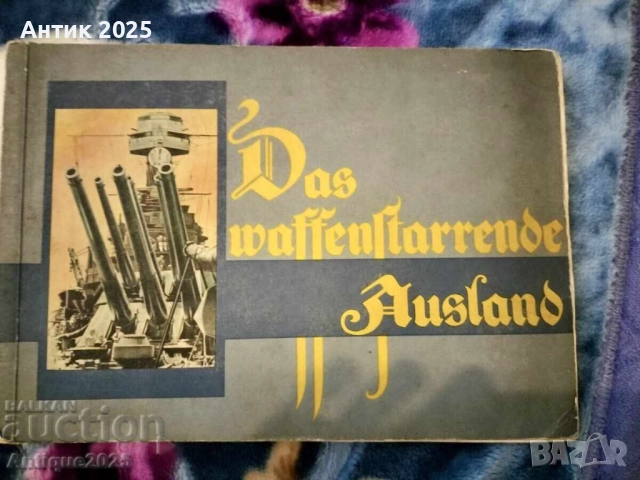 Антик 2025
Das
waffenstarrende
Ausland
BALKAN
auction
Antique2025
BAZAR